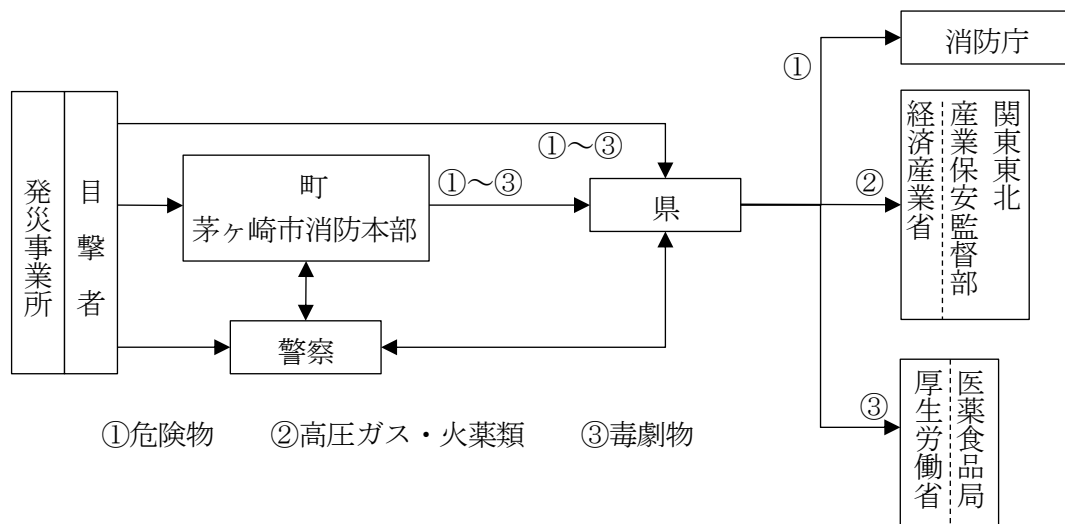 発災事業所
目撃者
町
茅ヶ崎市消防本部
警察
①～③
①～③
県
①
消防庁
②
関東東北
産業保安監督部
経済産業省
③
医薬食品局
厚生労働省
①危険物 ②高圧ガス・火薬類 ③毒劇物